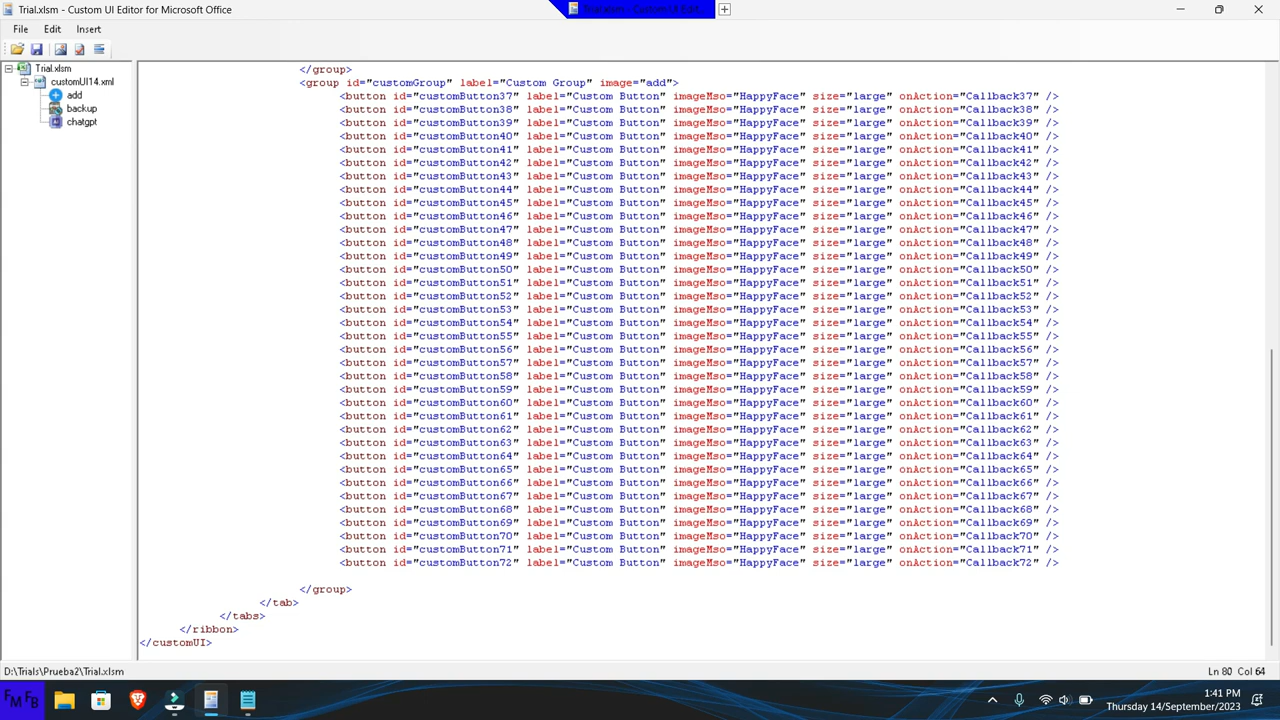 Trial.xlsm - Custom UI Editor for Microsoft Office
File Edit Insert
Trial.xlsm
customUI14.xml
add
backup
chatgpt
</group>
<group id="customGroup" label="Custom Group" image="add">
<button id="customButton37" label="Custom Button" imageMso="HappyFace" size="large" onAction="Callback37" />
<button id="customButton38" label="Custom Button" imageMso="HappyFace" size="large" onAction="Callback38" />
<button id="customButton39" label="Custom Button" imageMso="HappyFace" size="large" onAction="Callback39" />
<button id="customButton40" label="Custom Button" imageMso="HappyFace" size="large" onAction="Callback40" />
<button id="customButton41" label="Custom Button" imageMso="HappyFace" size="large" onAction="Callback41" />
<button id="customButton42" label="Custom Button" imageMso="HappyFace" size="large" onAction="Callback42" />
<button id="customButton43" label="Custom Button" imageMso="HappyFace" size="large" onAction="Callback43" />
<button id="customButton44" label="Custom Button" imageMso="HappyFace" size="large" onAction="Callback44" />
<button id="customButton45" label="Custom Button" imageMso="HappyFace" size="large" onAction="Callback45" />
<button id="customButton46" label="Custom Button" imageMso="HappyFace" size="large" onAction="Callback46" />
<button id="customButton47" label="Custom Button" imageMso="HappyFace" size="large" onAction="Callback47" />
<button id="customButton48" label="Custom Button" imageMso="HappyFace" size="large" onAction="Callback48" />
<button id="customButton49" label="Custom Button" imageMso="HappyFace" size="large" onAction="Callback49" />
<button id="customButton50" label="Custom Button" imageMso="HappyFace" size="large" onAction="Callback50" />
<button id="customButton51" label="Custom Button" imageMso="HappyFace" size="large" onAction="Callback51" />
<button id="customButton52" label="Custom Button" imageMso="HappyFace" size="large" onAction="Callback52" />
<button id="customButton53" label="Custom Button" imageMso="HappyFace" size="large" onAction="Callback53" />
<button id="customButton54" label="Custom Button" imageMso="HappyFace" size="large" onAction="Callback54" />
<button id="customButton55" label="Custom Button" imageMso="HappyFace" size="large" onAction="Callback55" />
<button id="customButton56" label="Custom Button" imageMso="HappyFace" size="large" onAction="Callback56" />
<button id="customButton57" label="Custom Button" imageMso="HappyFace" size="large" onAction="Callback57" />
<button id="customButton58" label="Custom Button" imageMso="HappyFace" size="large" onAction="Callback58" />
<button id="customButton59" label="Custom Button" imageMso="HappyFace" size="large" onAction="Callback59" />
<button id="customButton60" label="Custom Button" imageMso="HappyFace" size="large" onAction="Callback60" />
<button id="customButton61" label="Custom Button" imageMso="HappyFace" size="large" onAction="Callback61" />
<button id="customButton62" label="Custom Button" imageMso="HappyFace" size="large" onAction="Callback62" />
<button id="customButton63" label="Custom Button" imageMso="HappyFace" size="large" onAction="Callback63" />
<button id="customButton64" label="Custom Button" imageMso="HappyFace" size="large" onAction="Callback64" />
<button id="customButton65" label="Custom Button" imageMso="HappyFace" size="large" onAction="Callback65" />
<button id="customButton66" label="Custom Button" imageMso="HappyFace" size="large" onAction="Callback66" />
<button id="customButton67" label="Custom Button" imageMso="HappyFace" size="large" onAction="Callback67" />
<button id="customButton68" label="Custom Button" imageMso="HappyFace" size="large" onAction="Callback68" />
<button id="customButton69" label="Custom Button" imageMso="HappyFace" size="large" onAction="Callback69" />
<button id="customButton70" label="Custom Button" imageMso="HappyFace" size="large" onAction="Callback70" />
<button id="customButton71" label="Custom Button" imageMso="HappyFace" size="large" onAction="Callback71" />
<button id="customButton72" label="Custom Button" imageMso="HappyFace" size="large" onAction="Callback72" />
</group>
</tab>
</tabs>
</ribbon>
</customUI>
D:\Trials\Prueba2\Trial.xlsm
Ln 80 Col 64
FM FB
1:41 PM
Thursday 14/September/2023